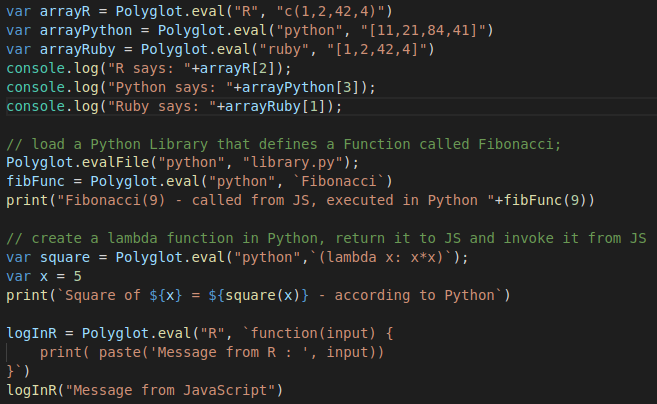 var arrayR = Polyglot.eval("R", "c(1,2,42,4)")
var arrayPython = Polyglot.eval("python", "[11,21,84,41]")
var arrayRuby = Polyglot.eval("ruby", "[1,2,42,4]")
console.log("R says: "+arrayR[2]);
console.log("Python says: "+arrayPython[3]);
console.log("Ruby says: "+arrayRuby[1]);
// load a Python Library that defines a Function called Fibonacci;
Polyglot.evalFile("python", "library.py");
fibFunc = Polyglot.eval("python", `Fibonacci`)
print("Fibonacci(9) - called from JS, executed in Python "+fibFunc(9))
// create a lambda function in Python, return it to JS and invoke it from JS
var square = Polyglot.eval("python",`(lambda x: x*x)`);
var x = 5
print(`Square of ${x} = ${square(x)} - according to Python`)
logInR = Polyglot.eval("R", `function(input) {
    print( paste('Message from R : ', input))
}`)
logInR("Message from JavaScript")